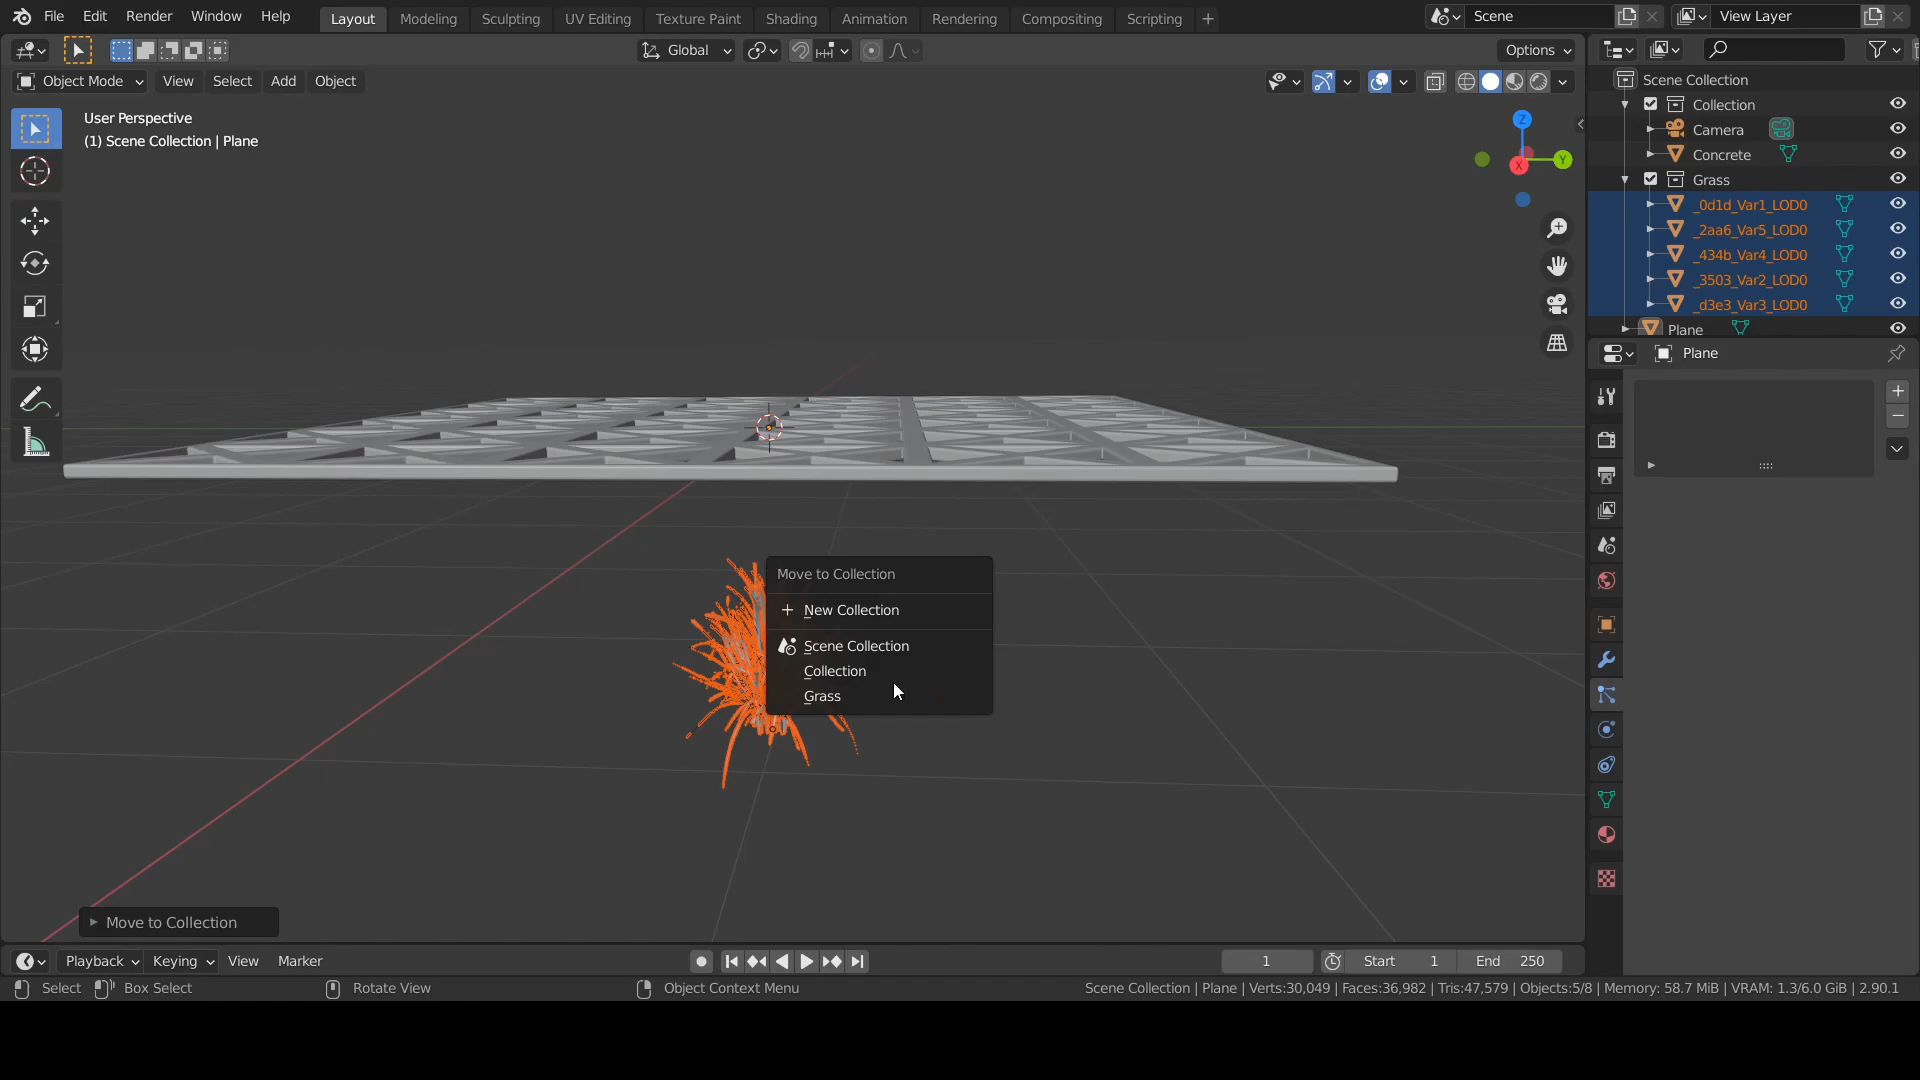 File Edit Render Window Help Layout Modeling Sculpting UV Editing Texture Paint Shading Animation Rendering Compositing Scripting + Scene View Layer
Global Options
Object Mode View Select Add Object
User Perspective
(1) Scene Collection | Plane
Z
Y
X
Scene Collection
Collection
Camera
Concrete
Grass
_0d1d_Var1_LOD0
_2aa6_Var5_LOD0
_434b_Var4_LOD0
_3503_Var2_LOD0
_d3e3_Var3_LOD0
Plane
Plane
Move to Collection
+ New Collection
Scene Collection
Collection
Grass
Move to Collection
Playback Keying View Marker 1 Start 1 End 250
Select Box Select Rotate View Object Context Menu Scene Collection | Plane | Verts:30,049 | Faces:36,982 | Tris:47,579 | Objects:5/8 | Memory: 58.7 MiB | VRAM: 1.3/6.0 GiB | 2.90.1